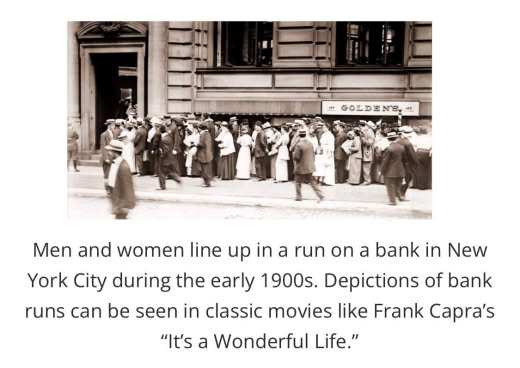 GOLDEN'S
Men and women line up in a run on a bank in New
York City during the early 1900s. Depictions of bank
runs can be seen in classic movies like Frank Capra’s
“It’s a Wonderful Life.”